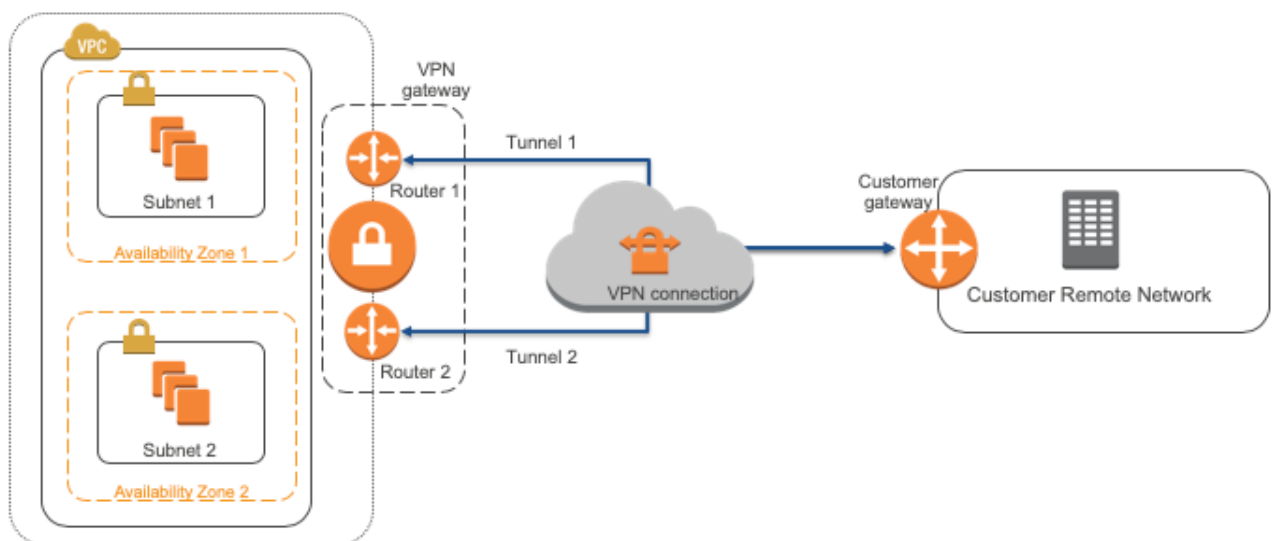 VPC
Subnet 1
Availability Zone 1
Subnet 2
Availability Zone 2
VPN
gateway
Router 1
Router 2
Tunnel 1
Tunnel 2
VPN connection
Customer
gateway
Customer Remote Network